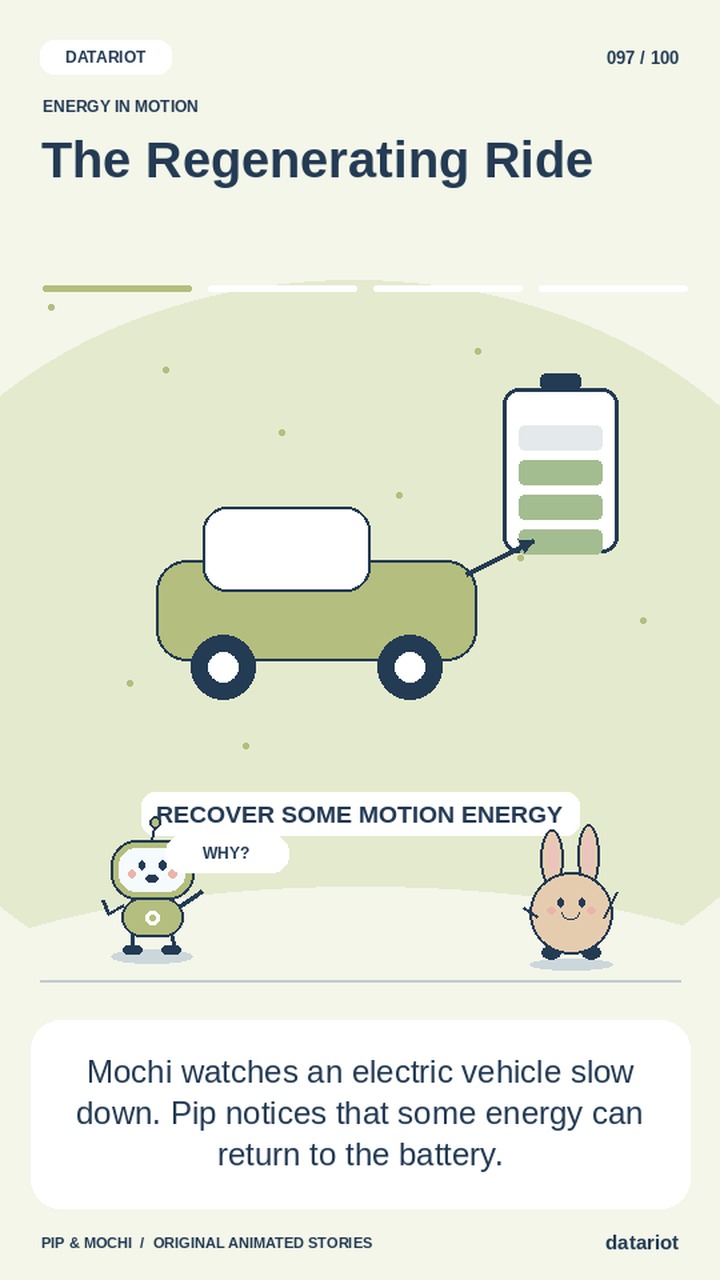 DATARIOT
097 / 100
ENERGY IN MOTION
The Regenerating Ride
RECOVER SOME MOTION ENERGY
WHY?
Mochi watches an electric vehicle slow
down. Pip notices that some energy can
return to the battery.
PIP & MOCHI / ORIGINAL ANIMATED STORIES
datariot